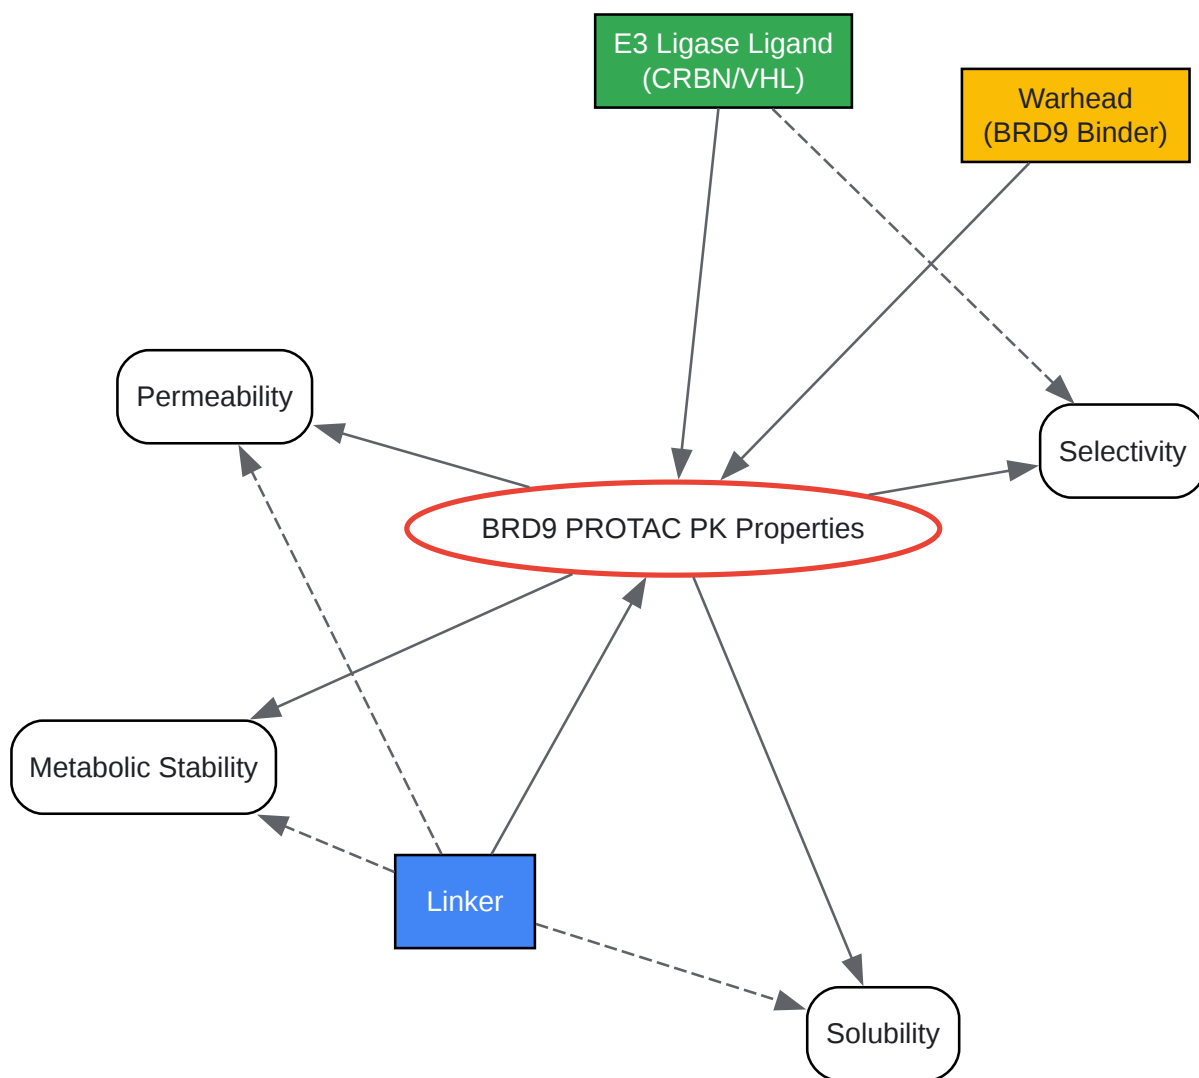 E3 Ligase Ligand
(CRBN/VHL)
Warhead
(BRD9 Binder)
Permeability
Selectivity
BRD9 PROTAC PK Properties
Metabolic Stability
Linker
Solubility